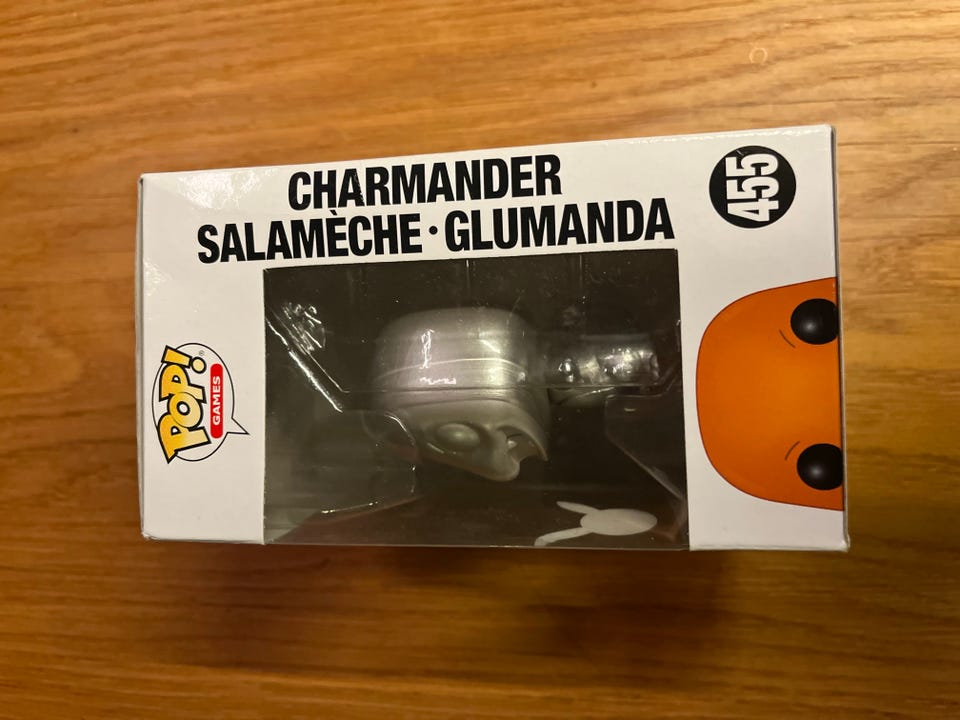 CHARMANDER
SALAMÈCHE · GLUMANDA
455
POP!®
GAMES